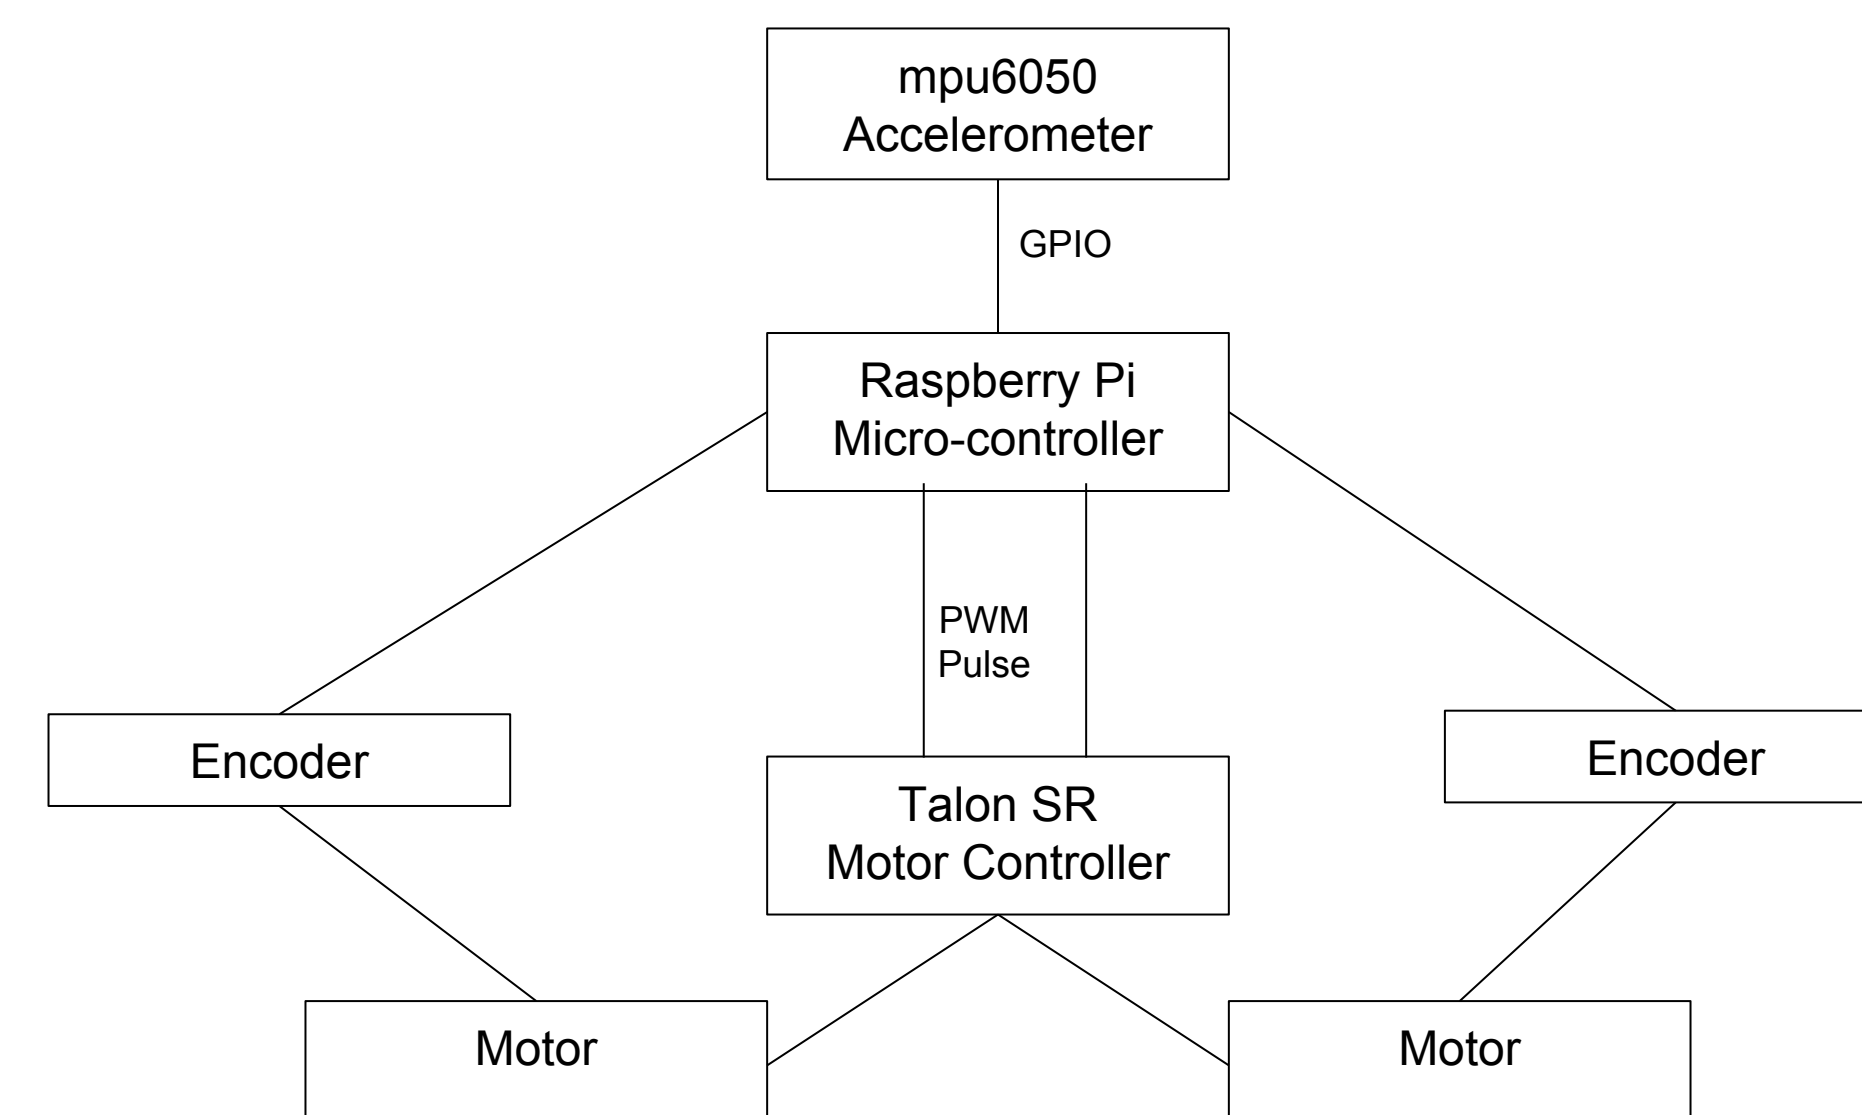 mpu6050
Accelerometer
GPIO
Raspberry Pi
Micro-controller
PWM
Pulse
Encoder
Encoder
Talon SR
Motor Controller
Motor
Motor